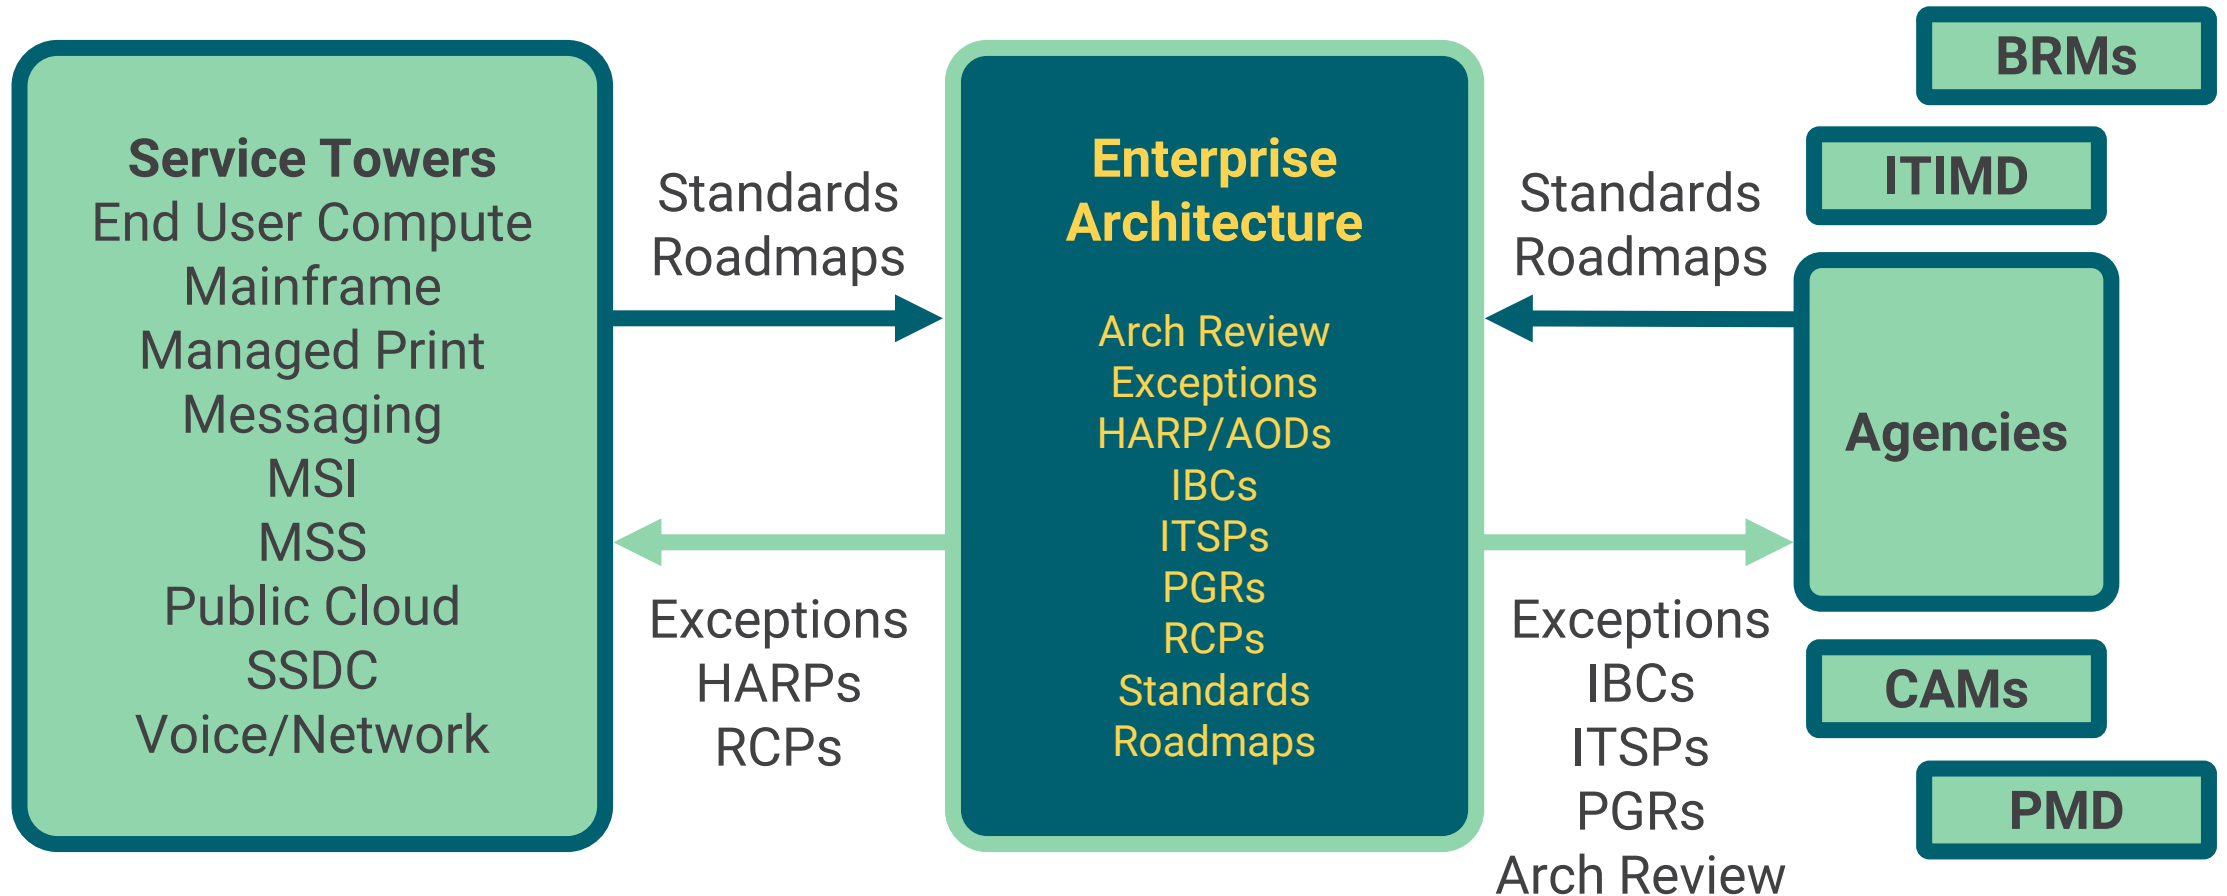 Service Towers
End User Compute
Mainframe
Managed Print
Messaging
MSI
MSS
Public Cloud
SSDC
Voice/Network
Standards
Roadmaps
Exceptions
HARPs
RCPs
Enterprise
Architecture
Arch Review
Exceptions
HARP/AODs
IBCs
ITSPs
PGRs
RCPs
Standards
Roadmaps
Standards
Roadmaps
Exceptions
IBCs
ITSPs
PGRs
Arch Review
BRMs
ITIMD
Agencies
CAMs
PMD